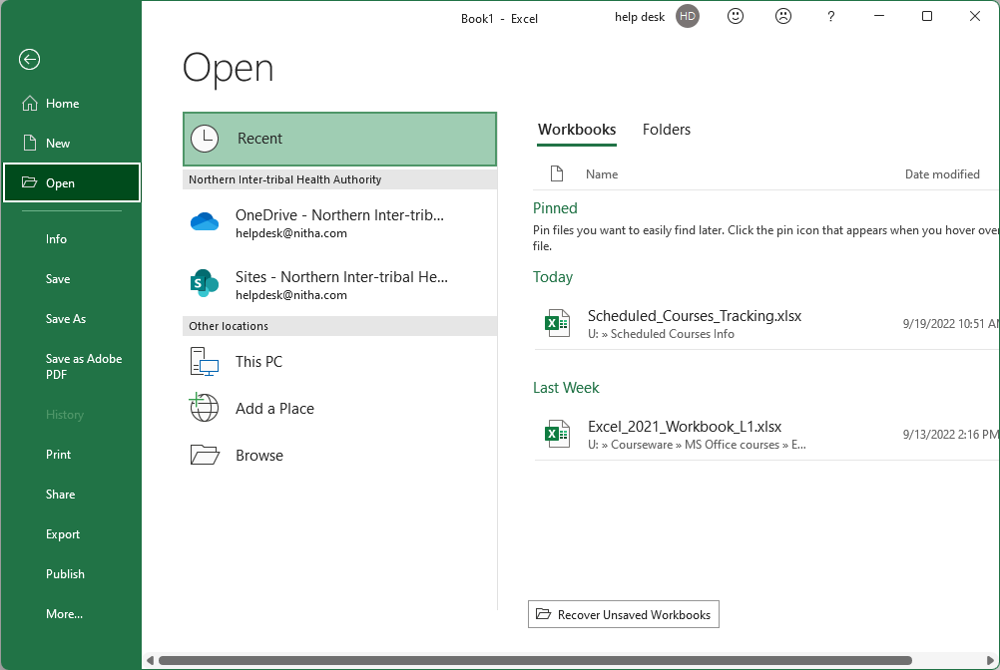 Book1 - Excel
help desk
HD
?
Home
New
Open
Info
Save
Save As
Save as Adobe
PDF
History
Print
Share
Export
Publish
More...
Open
Recent
Northern Inter-tribal Health Authority
OneDrive - Northern Inter-trib...
helpdesk@nitha.com
S
Sites - Northern Inter-tribal He...
helpdesk@nitha.com
Other locations
This PC
Add a Place
Browse
Workbooks
Folders
Name
Date modified
Pinned
Pin files you want to easily find later. Click the pin icon that appears when you hover over
file.
Today
X
Scheduled_Courses_Tracking.xlsx
9/19/2022 10:51 AM
U: » Scheduled Courses Info
Last Week
X
Excel_2021_Workbook_L1.xlsx
9/13/2022 2:16 PM
U: » Courseware » MS Office courses » E...
Recover Unsaved Workbooks